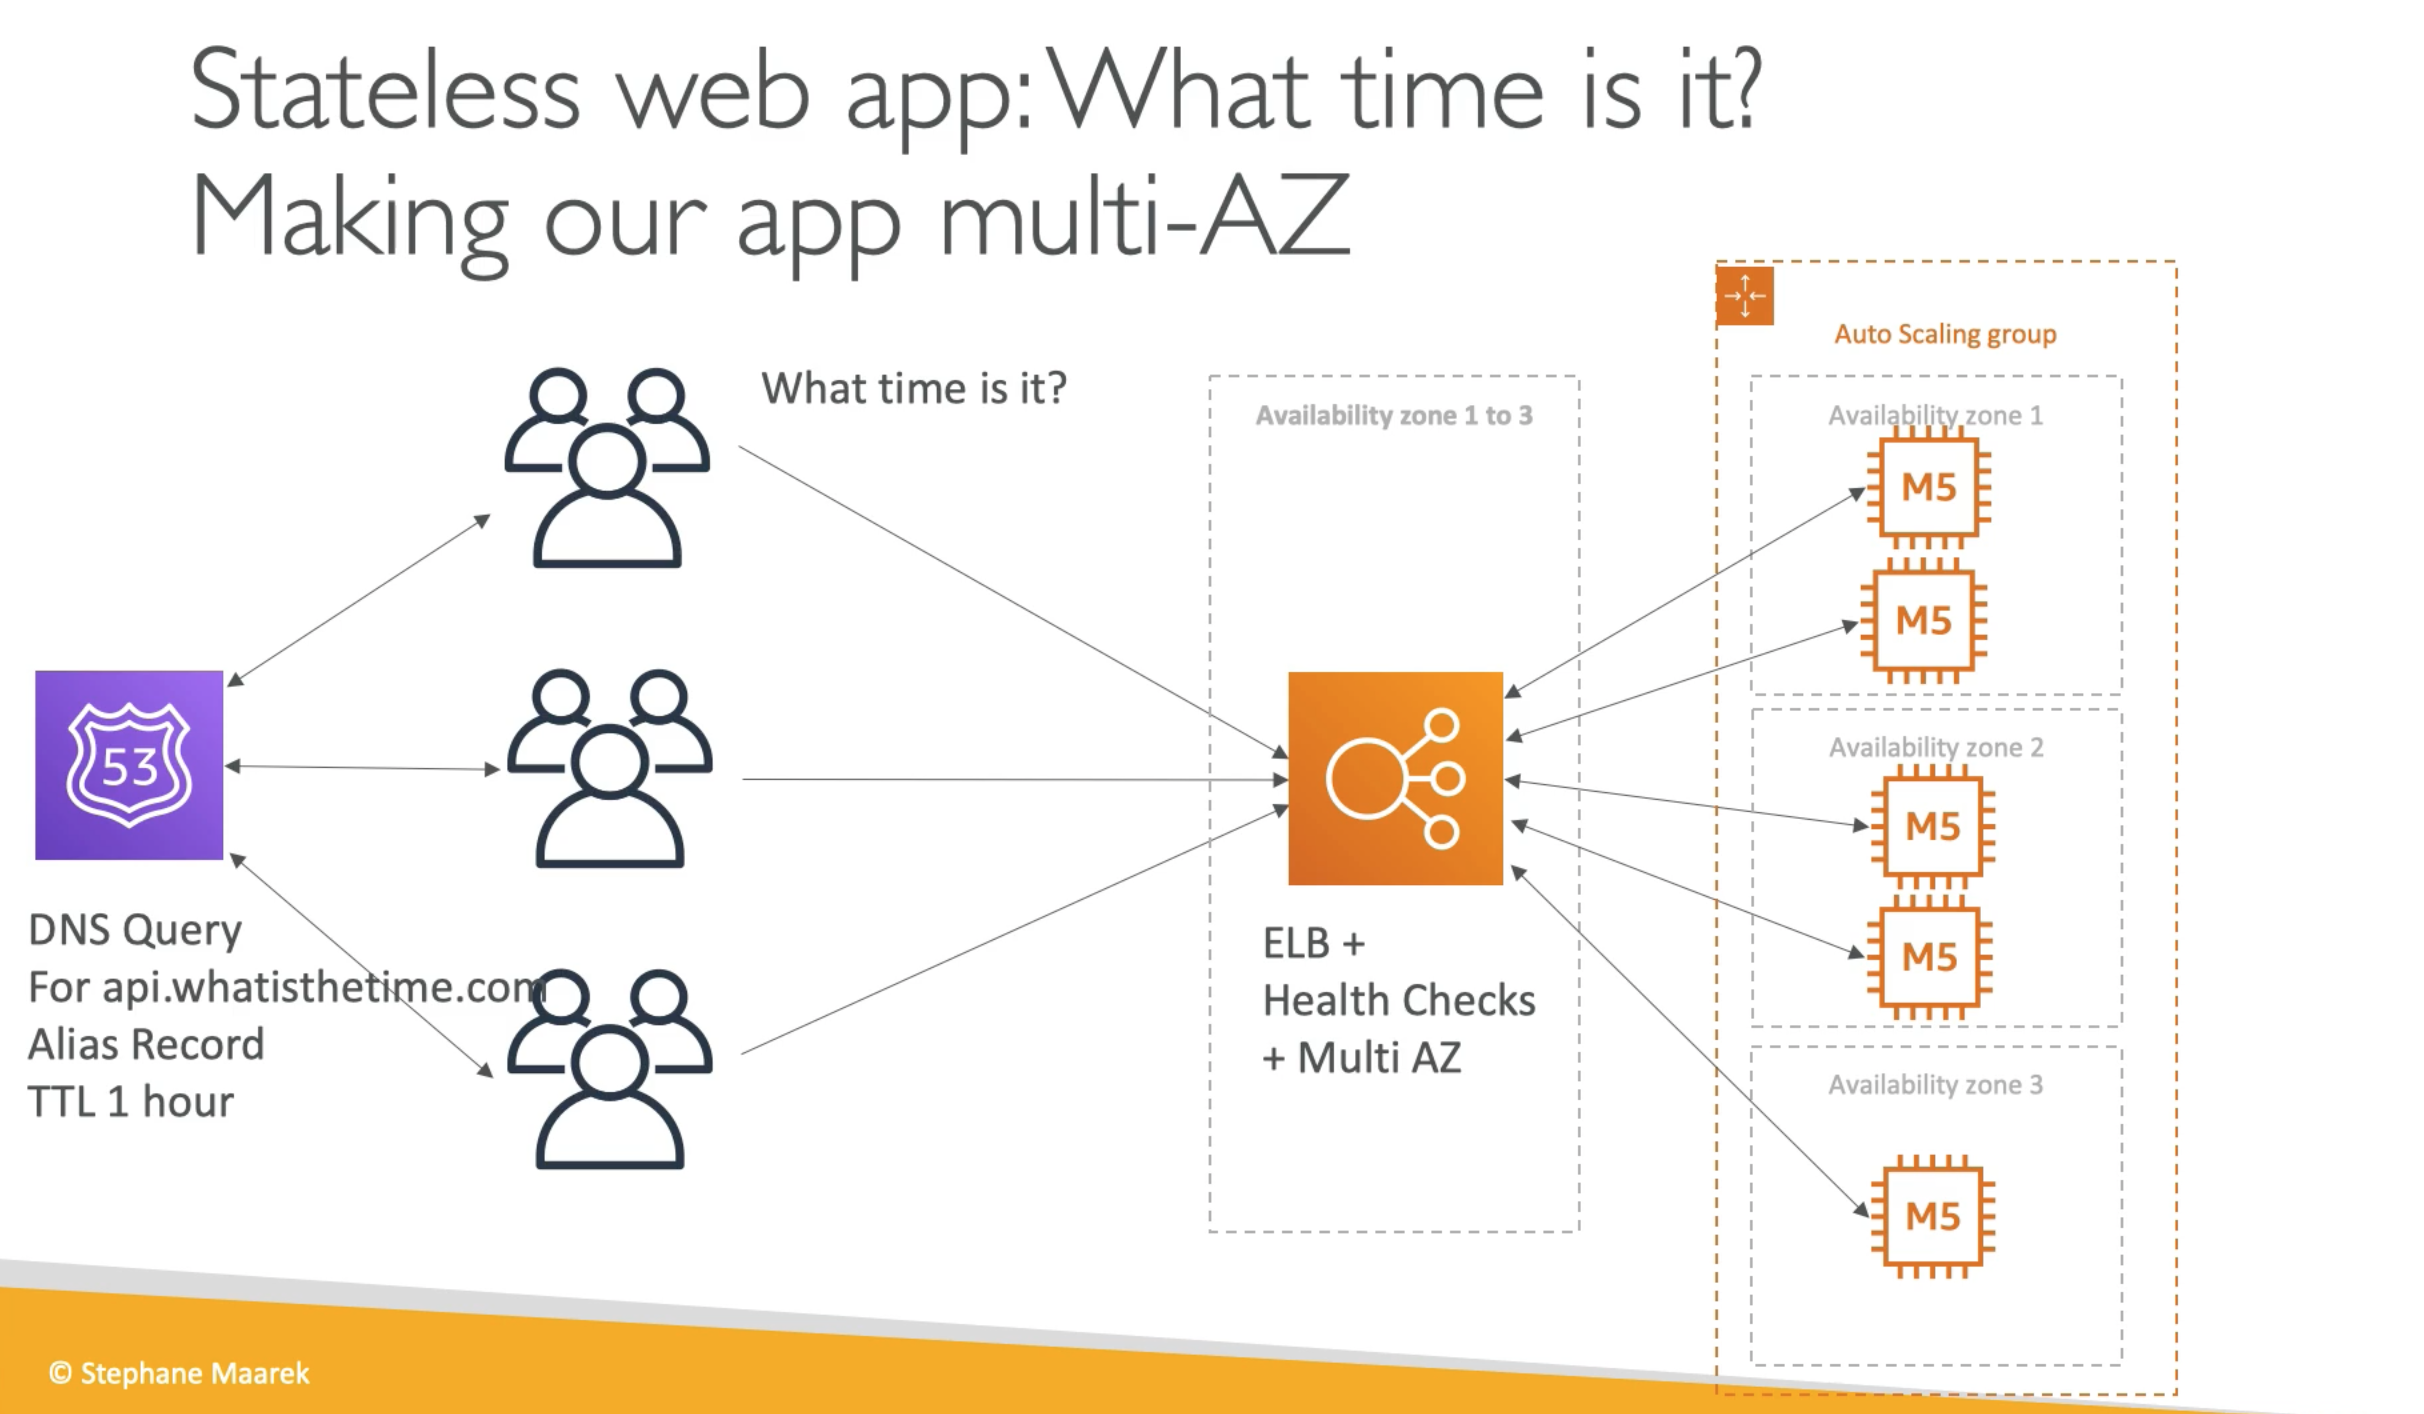 Stateless web app: What time is it?
Making our app multi-AZ
What time is it?
53
DNS Query
For api.whatisthetime.com
Alias Record
TTL 1 hour
Availability zone 1 to 3
ELB +
Health Checks
+ Multi AZ
Auto Scaling group
Availability zone 1
M5
M5
Availability zone 2
M5
M5
Availability zone 3
M5
© Stephane Maarek